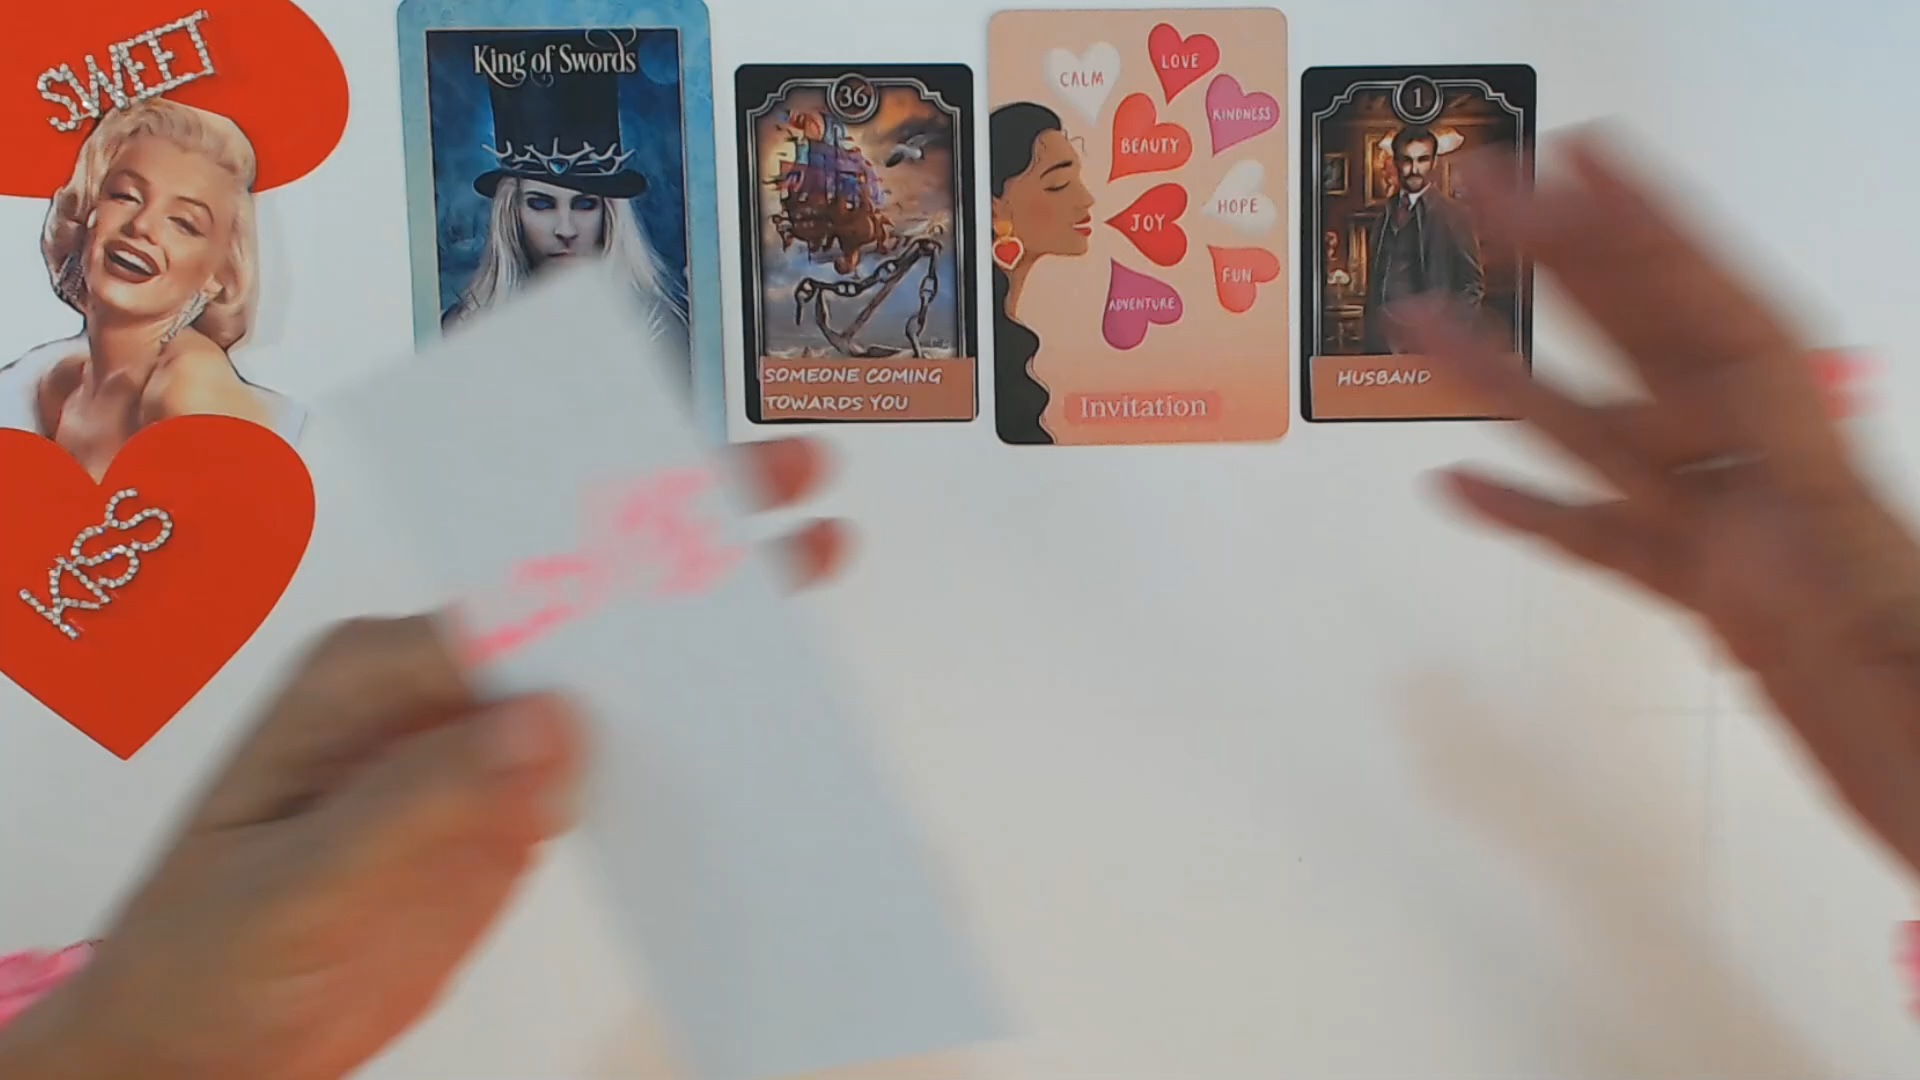 SWEET
KISS
King of Swords
36
SOMEONE COMING
TOWARDS YOU
CALM
LOVE
KINDNESS
BEAUTY
HOPE
JOY
FUN
ADVENTURE
Invitation
1
HUSBAND